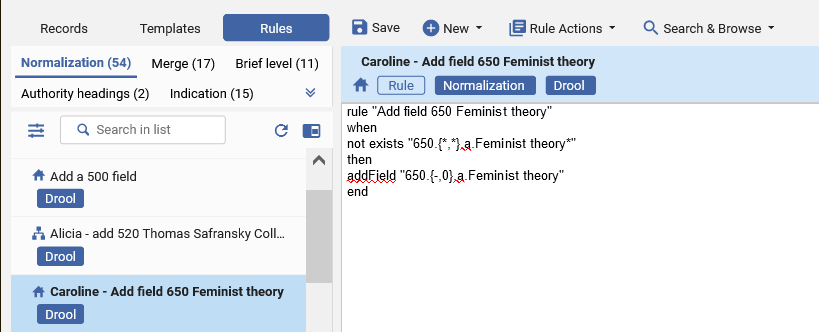 Records Templates Rules
Save New Rule Actions Search & Browse
Normalization (54) Merge (17) Brief level (11)
Authority headings (2) Indication (15)
Search in list
Add a 500 field
Drool
Alicia - add 520 Thomas Safransky Coll...
Drool
Caroline - Add field 650 Feminist theory
Drool
Caroline - Add field 650 Feminist theory
Rule Normalization Drool
rule "Add field 650 Feminist theory"
when
not exists "650.{*,*}.a.Feminist theory*"
then
addField "650.{-,0}.a.Feminist theory"
end